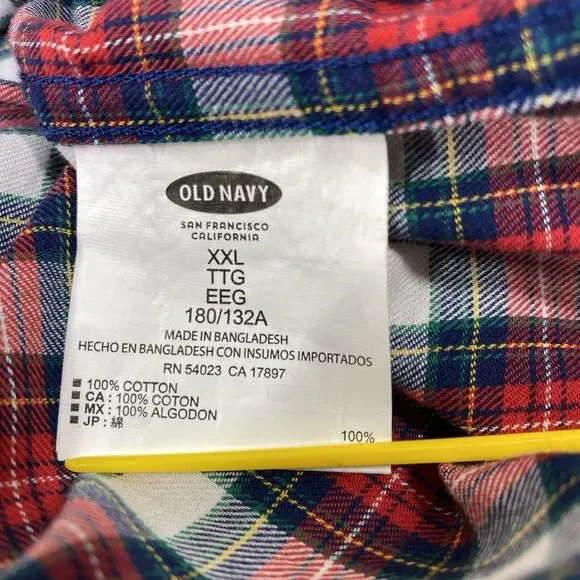 OLD NAVY
SAN FRANCISCO
CALIFORNIA
XXL
TTG
EEG
180/132A
MADE IN BANGLADESH
HECHO EN BANGLADESH CON INSUMOS IMPORTADOS
RN 54023 CA 17897
100% COTTON
CA : 100% COTON
MX : 100% ALGODON
JP : 綿
100%